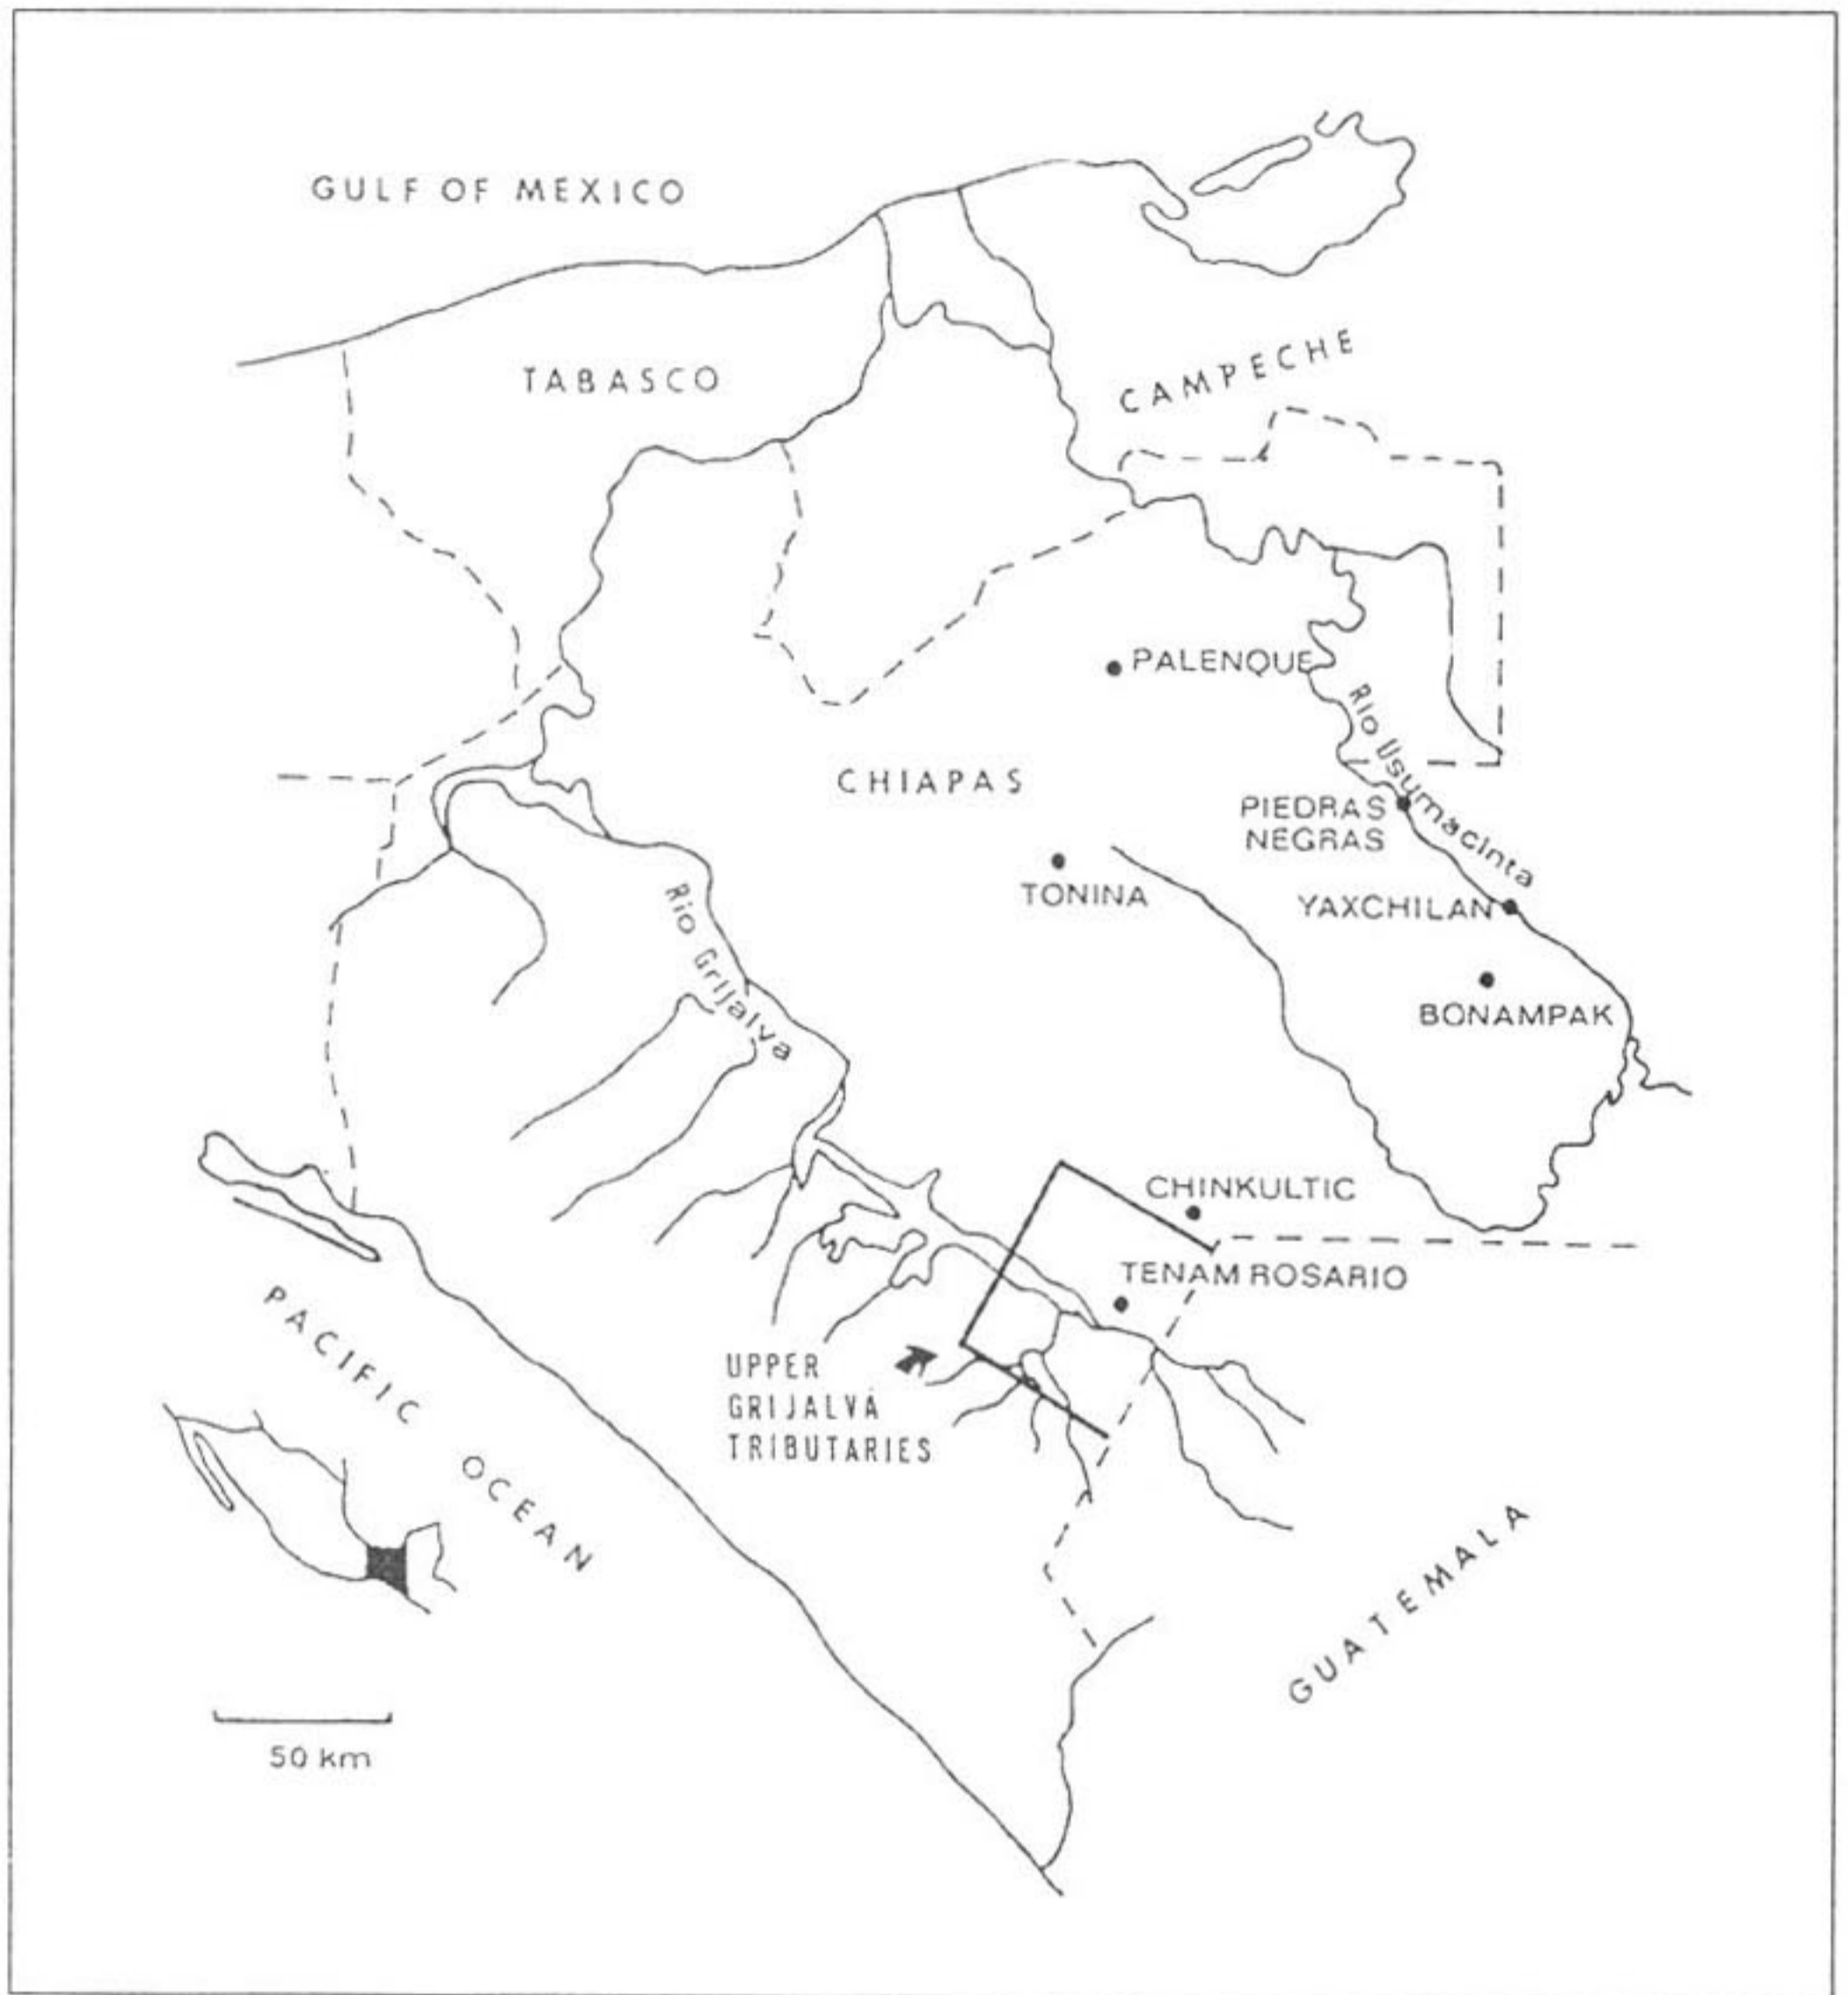 GULF OF MEXICO
TABASCO
CAMPECHE
PALENQUE
Rio Usumacinta
CHIAPAS
PIEDRAS
NEGRAS
TONINA
YAXCHILAN
Rio Grijalva
BONAMPAK
CHINKULTIC
TENAM ROSARIO
PACIFIC OCEAN
UPPER
GRIJALVA
TRIBUTARIES
GUATEMALA
50 km